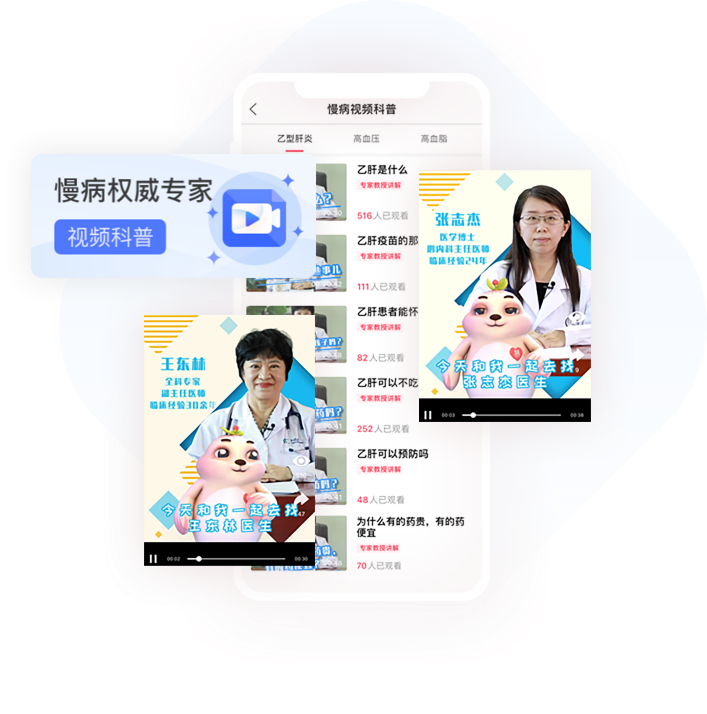 慢病视频科普
乙型肝炎
高血压
高血脂
慢病权威专家
视频科普
乙肝是什么
专家教授讲解
516人已观看
乙肝疫苗的那
专家教授讲解
111人已观看
乙肝患者能怀
专家教授讲解
82人已观看
乙肝可以不吃
专家教授讲解
252人已观看
乙肝可以预防吗
专家教授讲解
48人已观看
为什么有的药贵，有的药
便宜
专家教授讲解
70人已观看
张志杰
医学博士
肾内科主任医师
临床经验24年
今天和我一起去找
张志杰医生
00:03
00:38
王东林
全科专家
副主任医师
临床经验30余年
今天和我一起去找
王东林医生
00:02
00:30